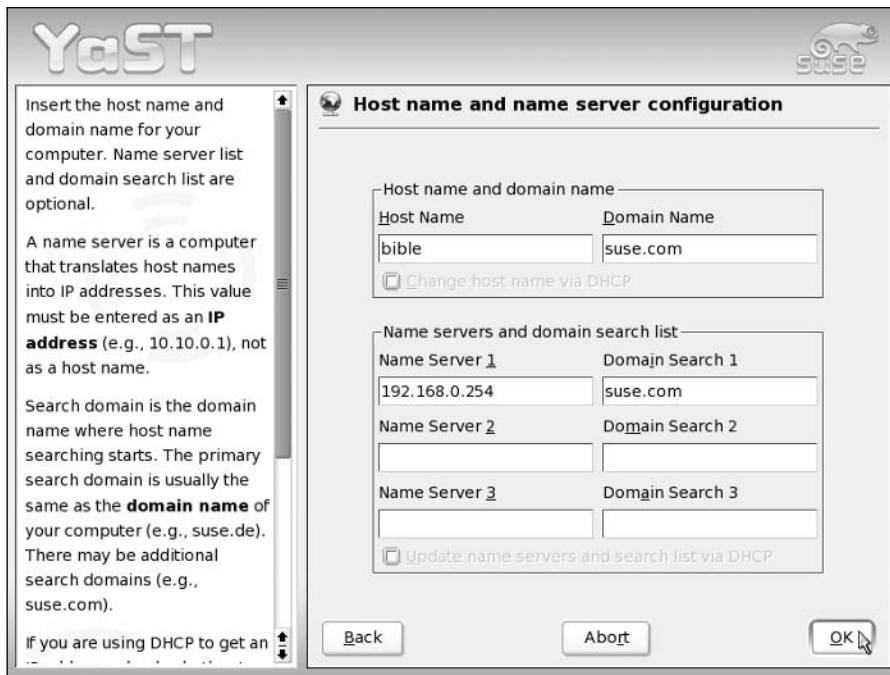 YaST
suse
Insert the host name and
domain name for your
computer. Name server list
and domain search list are
optional.
A name server is a computer
that translates host names
into IP addresses. This value
must be entered as an IP
address (e.g., 10.10.0.1), not
as a host name.
Search domain is the domain
name where host name
searching starts. The primary
search domain is usually the
same as the domain name of
your computer (e.g., suse.de).
There may be additional
search domains (e.g.,
suse.com).
If you are using DHCP to get an
Host name and name server configuration
Host name and domain name
Host Name Domain Name
bible suse.com
Change host name via DHCP
Name servers and domain search list
Name Server 1 Domain Search 1
192.168.0.254 suse.com
Name Server 2 Domain Search 2
Name Server 3 Domain Search 3
Update name servers and search list via DHCP
Back Abort OK